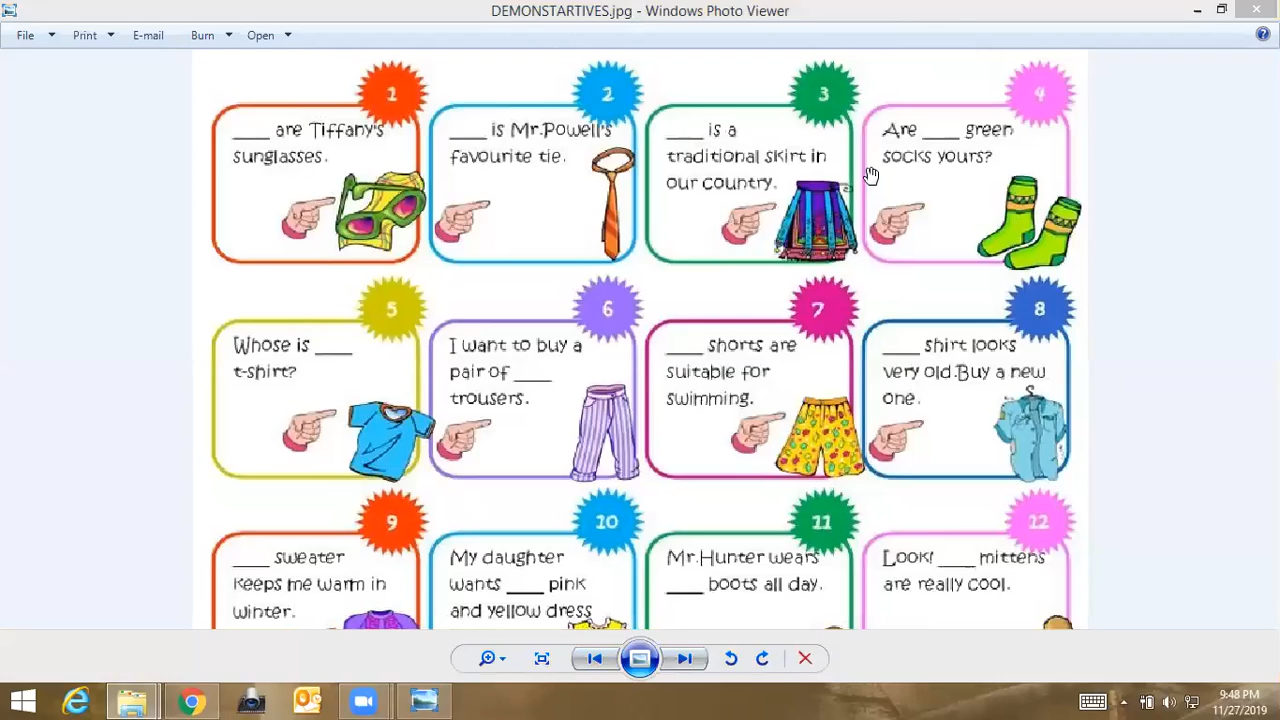 DEMONSTARTIVES.jpg - Windows Photo Viewer
File Print E-mail Burn Open
1
____ are Tiffany's
sunglasses.
2
____ is Mr.Powell's
favourite tie.
3
____ is a
traditional skirt in
our country.
4
Are ____ green
socks yours?
5
Whose is ____
t-shirt?
6
I want to buy a
pair of ____
trousers.
7
____ shorts are
suitable for
swimming.
8
____ shirt looks
very old.Buy a new
one.
9
____ sweater
keeps me warm in
winter.
10
My daughter
wants ____ pink
and yellow dress
11
Mr.Hunter wears
____ boots all day.
12
Look! ____ mittens
are really cool.
9:48 PM
11/27/2019